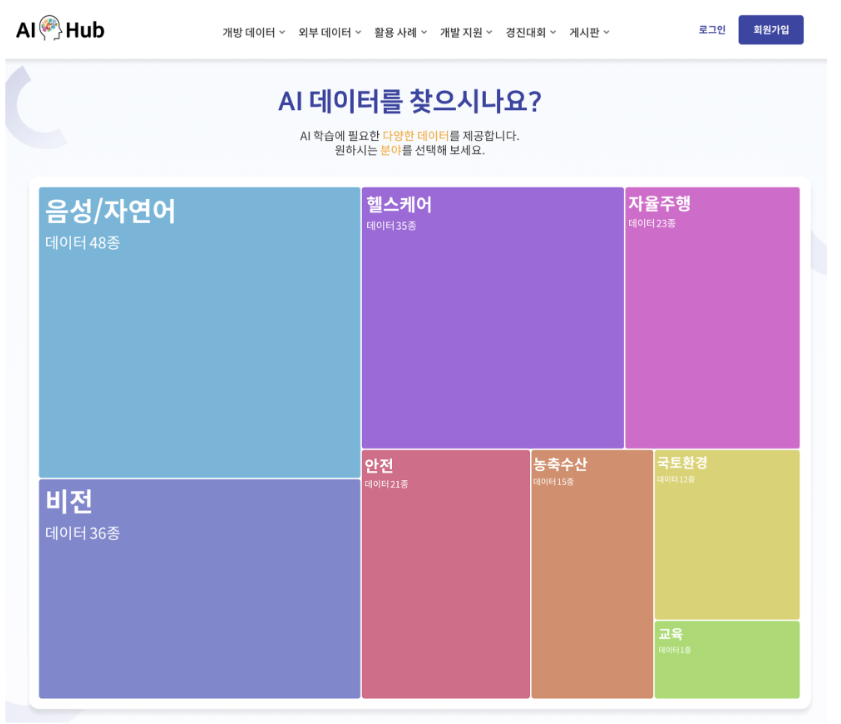 AI Hub
개방 데이터 외부 데이터 활용 사례 개발 지원 경진대회 게시판
로그인 회원가입
AI 데이터를 찾으시나요?
AI 학습에 필요한 다양한 데이터를 제공합니다.
원하시는 분야를 선택해 보세요.
음성/자연어
데이터 48종
헬스케어
데이터 35종
자율주행
데이터 23종
비전
데이터 36종
안전
데이터 21종
농축수산
데이터 15종
국토환경
데이터 12종
교육
데이터 1종